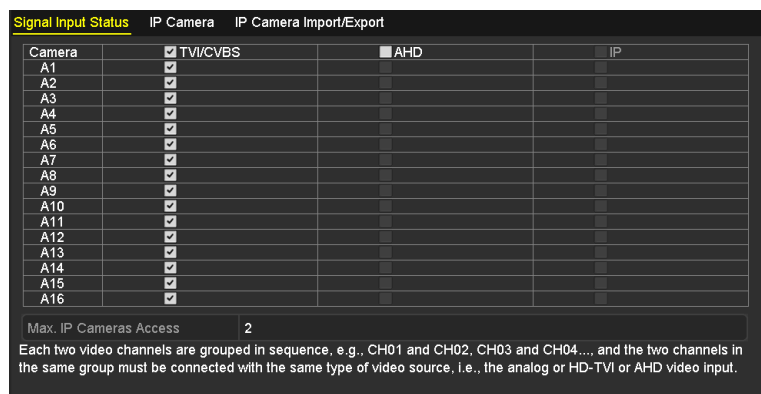 Signal Input Status IP Camera IP Camera Import/Export
Camera TVI/CVBS AHD IP
A1
A2
A3
A4
A5
A6
A7
A8
A9
A10
A11
A12
A13
A14
A15
A16
Max. IP Cameras Access 2
Each two video channels are grouped in sequence, e.g., CH01 and CH02, CH03 and CH04..., and the two channels in
the same group must be connected with the same type of video source, i.e., the analog or HD-TVI or AHD video input.